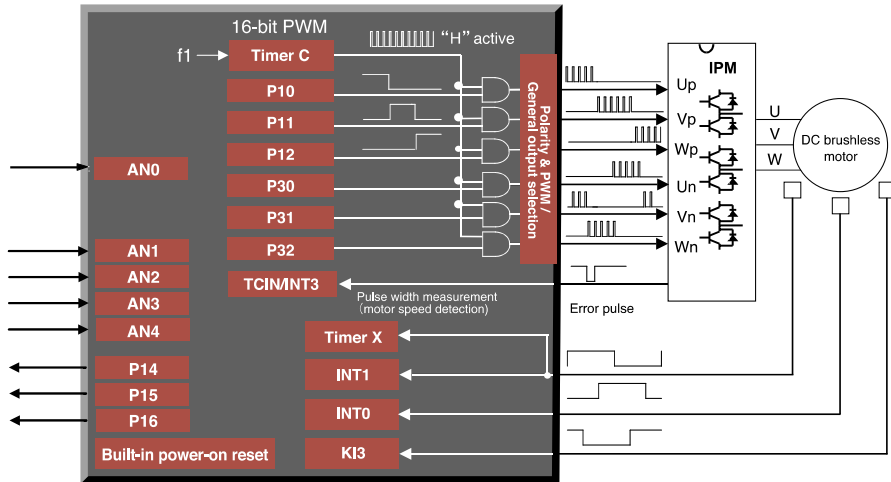 16-bit PWM
f1
Timer C
“H” active
P10
P11
P12
P30
P31
P32
TCIN/INT3
Pulse width measurement
(motor speed detection)
Timer X
INT1
INT0
KI3
AN0
AN1
AN2
AN3
AN4
P14
P15
P16
Built-in power-on reset
Polarity & PWM /
General output selection
IPM
Up
Vp
Wp
Un
Vn
Wn
Error pulse
U
V
W
DC brushless
motor